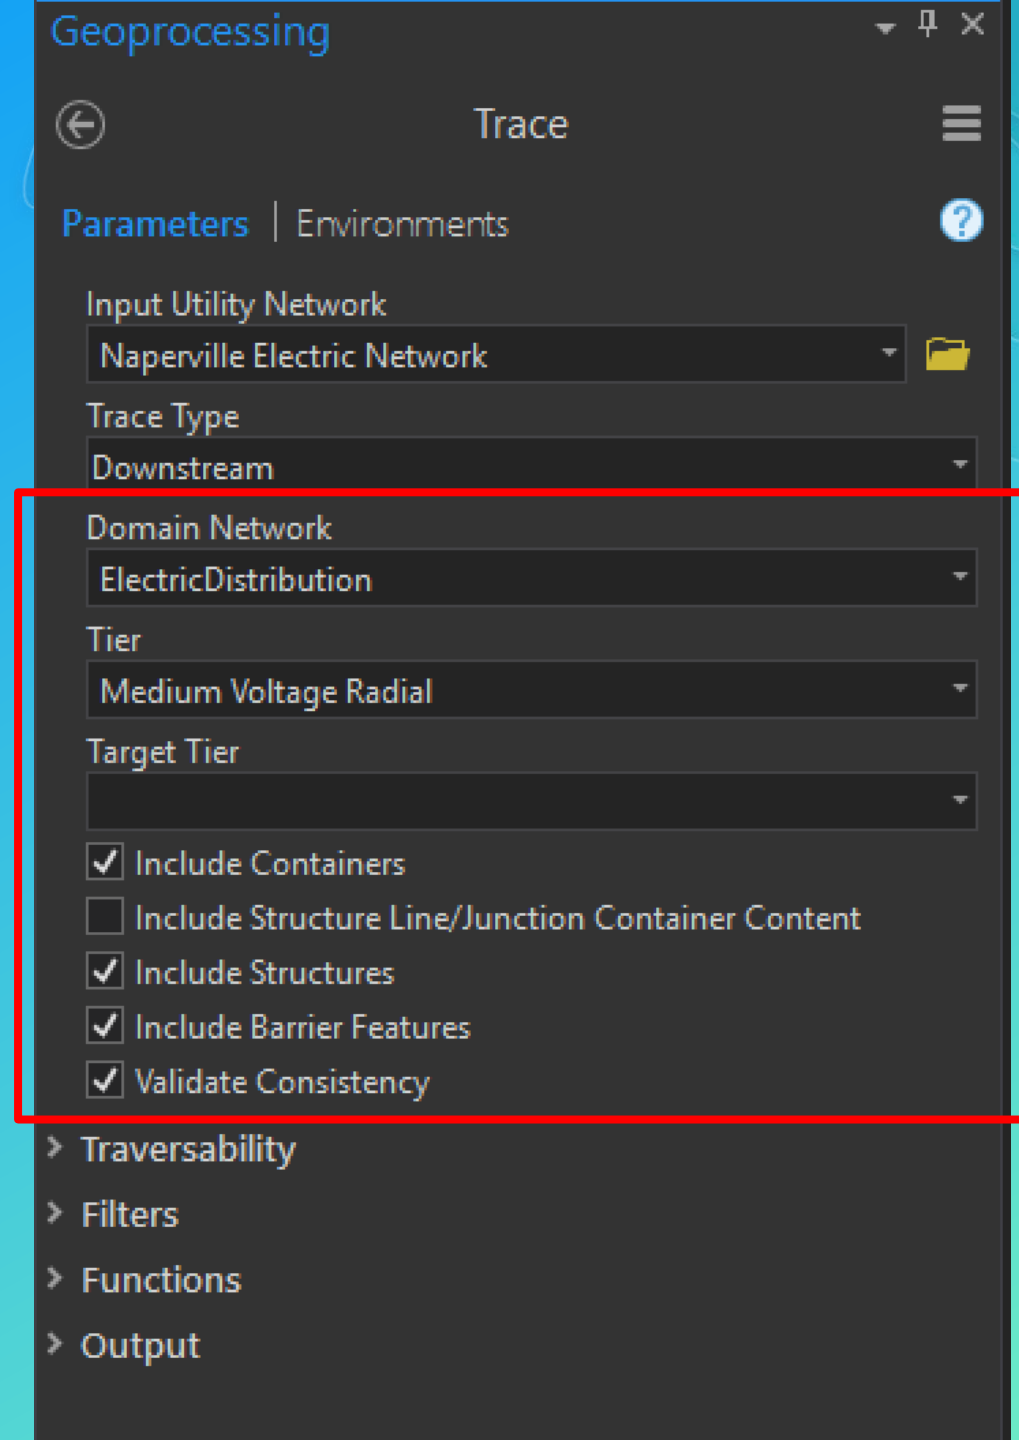 Geoprocessing
Trace
Parameters | Environments
Input Utility Network
Naperville Electric Network
Trace Type
Downstream
Domain Network
ElectricDistribution
Tier
Medium Voltage Radial
Target Tier
Include Containers
Include Structure Line/Junction Container Content
Include Structures
Include Barrier Features
Validate Consistency
Traversability
Filters
Functions
Output